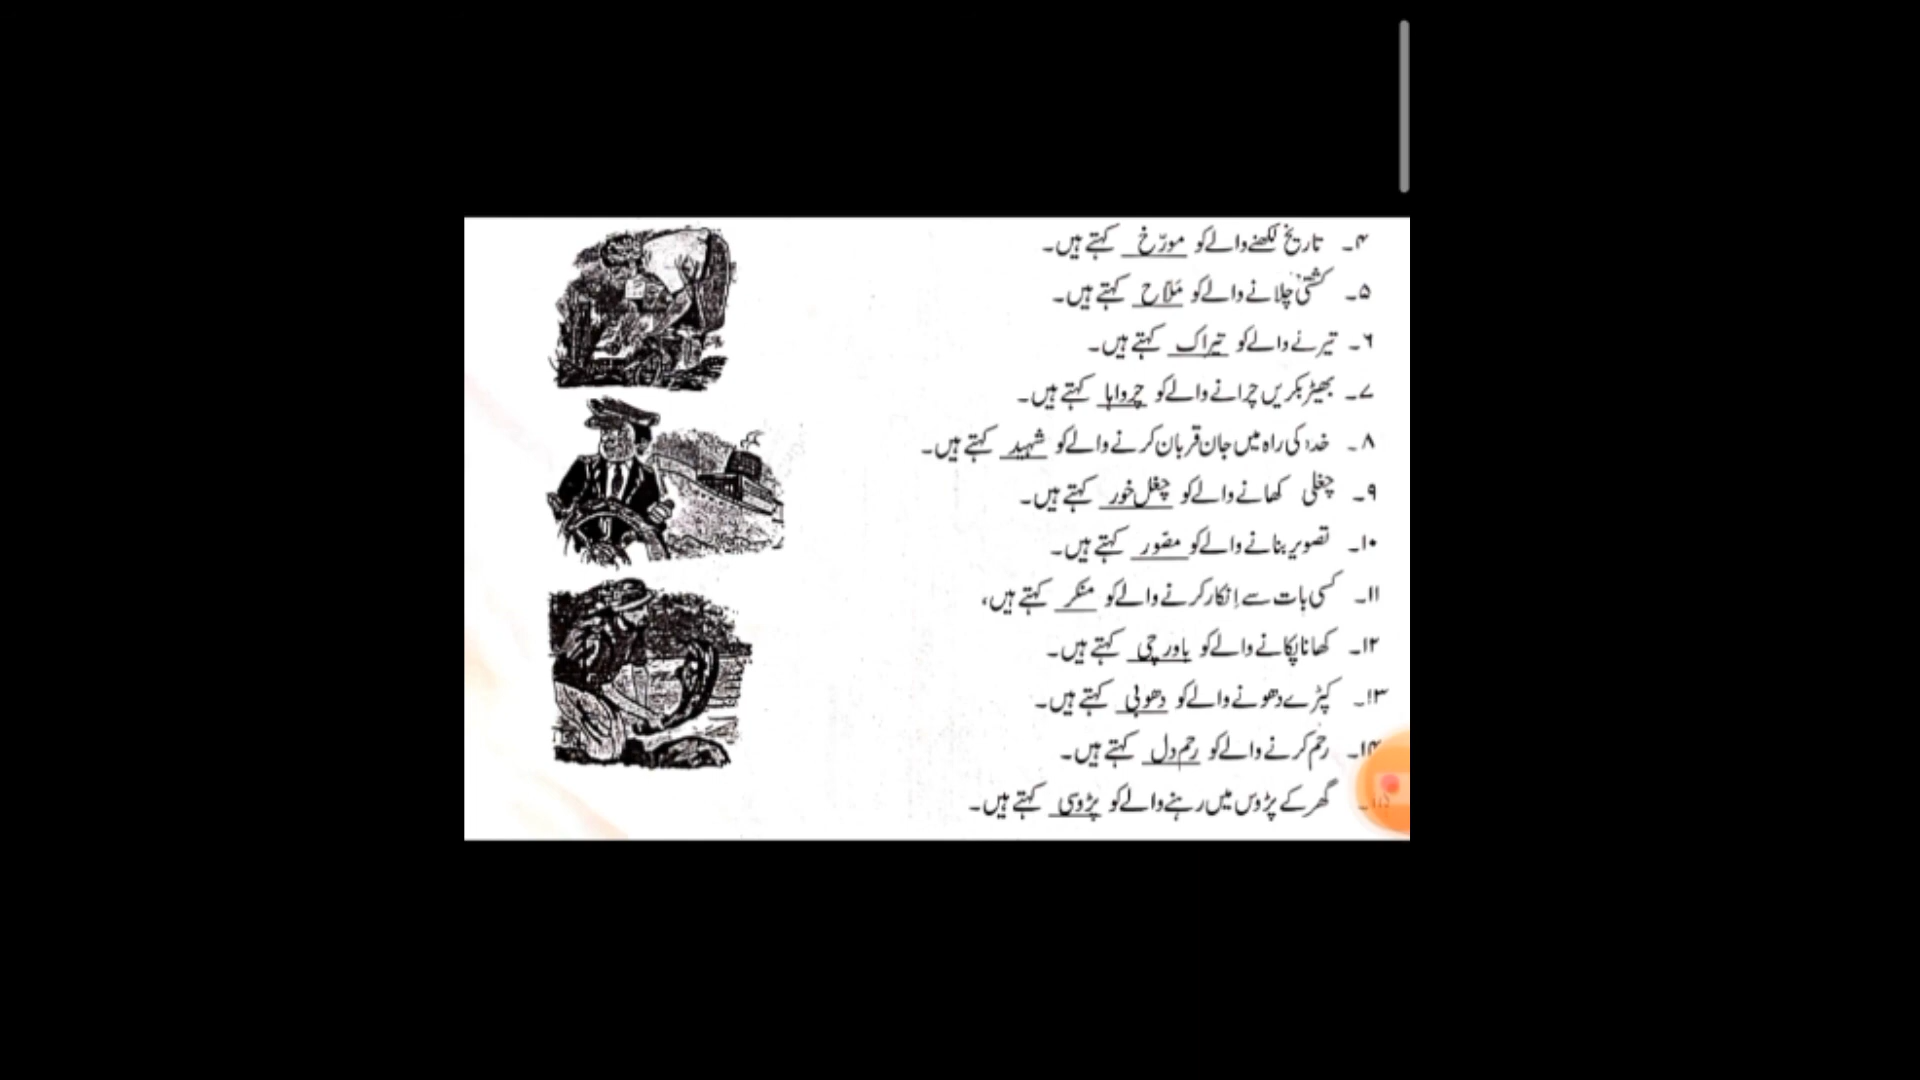 ۴۔ تاریخ لکھنے والے کو مورّخ کہتے ہیں۔
۵۔ کشتی چلانے والے کو ملّاح کہتے ہیں۔
۶۔ تیرنے والے کو تیراک کہتے ہیں۔
۷۔ بھیڑ بکریں چرانے والے کو چرواہا کہتے ہیں۔
۸۔ خدا کی راہ میں جان قربان کرنے والے کو شہید کہتے ہیں۔
۹۔ چغلی کھانے والے کو چغل خور کہتے ہیں۔
۱۰۔ تصویر بنانے والے کو مصّور کہتے ہیں۔
۱۱۔ کسی بات سے اِنکار کرنے والے کو منکر کہتے ہیں،
۱۲۔ کھانا پکانے والے کو باورچی کہتے ہیں۔
۱۳۔ کپڑے دھونے والے کو دھوبی کہتے ہیں۔
۱۴۔ رحم کرنے والے کو رحم دل کہتے ہیں۔
گھر کے پڑوس میں رہنے والے کو پڑوسی کہتے ہیں۔